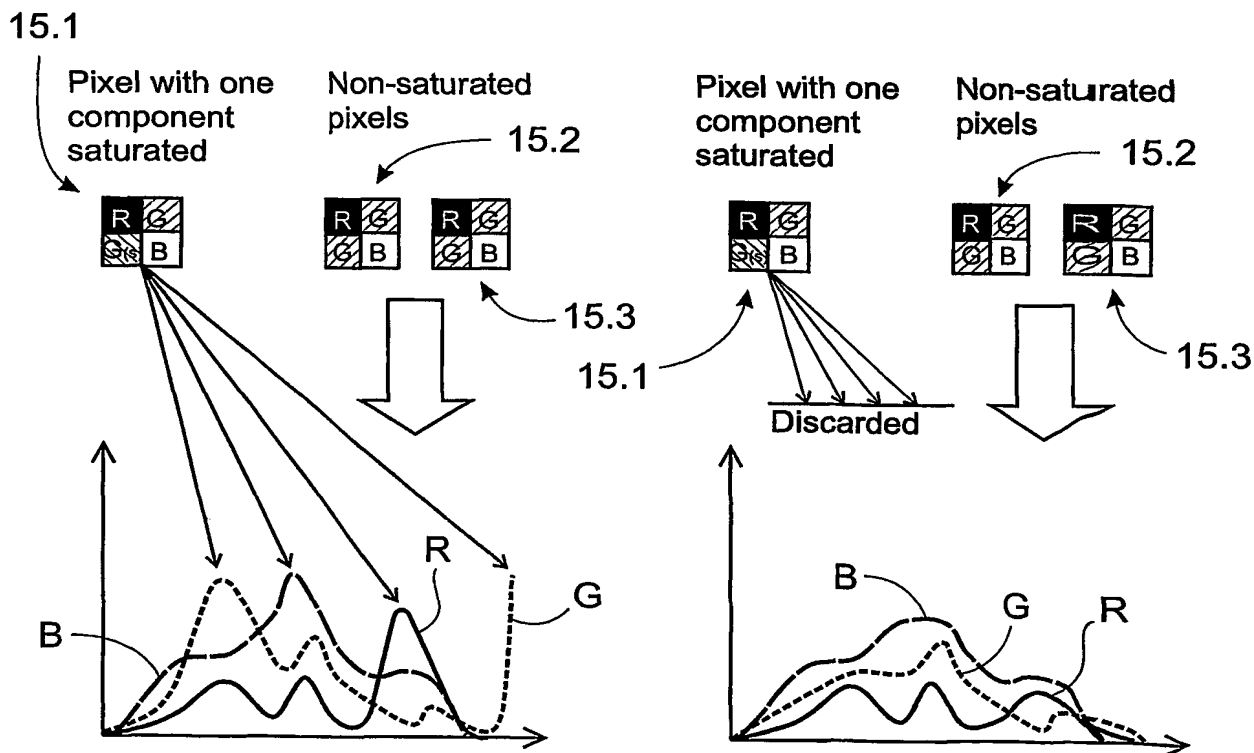 15.1
Pixel with one
component
saturated
Non-saturated
pixels
15.2
R G
G(s B
R G
G B
R G
G B
15.3
R
G
B
Pixel with one
component
saturated
Non-saturated
pixels
15.2
R G
G(s B
R G
G B
R G
G B
15.1
15.3
Discarded
B
G
R